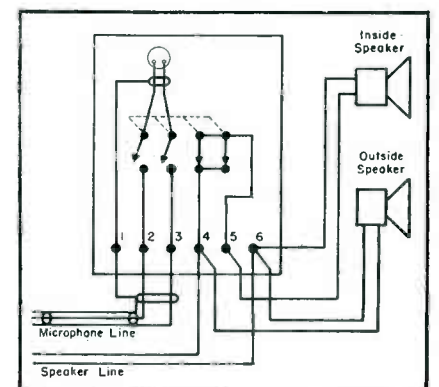 Inside
Speaker
Outside
Speaker
1 2 3 4 5 6
Microphone Line
Speaker Line